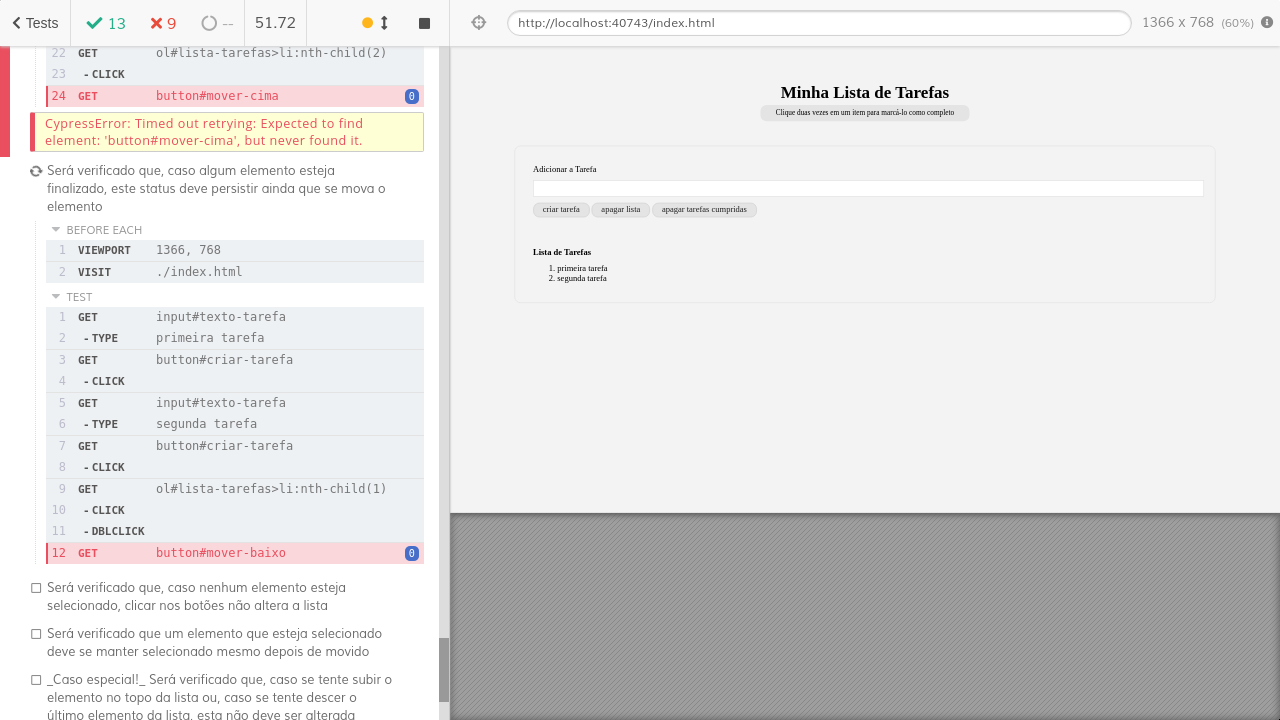 Tests 13 9 -- 51.72
22 GET ol#lista-tarefas>li:nth-child(2)
23 - CLICK
24 GET button#mover-cima 0
CypressError: Timed out retrying: Expected to find
element: 'button#mover-cima', but never found it.
Será verificado que, caso algum elemento esteja
finalizado, este status deve persistir ainda que se mova o
elemento
BEFORE EACH
1 VIEWPORT 1366, 768
2 VISIT ./index.html
TEST
1 GET input#texto-tarefa
2 - TYPE primeira tarefa
3 GET button#criar-tarefa
4 - CLICK
5 GET input#texto-tarefa
6 - TYPE segunda tarefa
7 GET button#criar-tarefa
8 - CLICK
9 GET ol#lista-tarefas>li:nth-child(1)
10 - CLICK
11 - DBLCLICK
12 GET button#mover-baixo 0
Será verificado que, caso nenhum elemento esteja
selecionado, clicar nos botões não altera a lista
Será verificado que um elemento que esteja selecionado
deve se manter selecionado mesmo depois de movido
_Caso especial!_ Será verificado que, caso se tente subir o
elemento no topo da lista ou, caso se tente descer o
último elemento da lista, esta não deve ser alterada
http://localhost:40743/index.html 1366 x 768 (60%)
Minha Lista de Tarefas
Clique duas vezes em um item para marcá-lo como completo
Adicionar a Tarefa
criar tarefa apagar lista apagar tarefas cumpridas
Lista de Tarefas
1. primeira tarefa
2. segunda tarefa